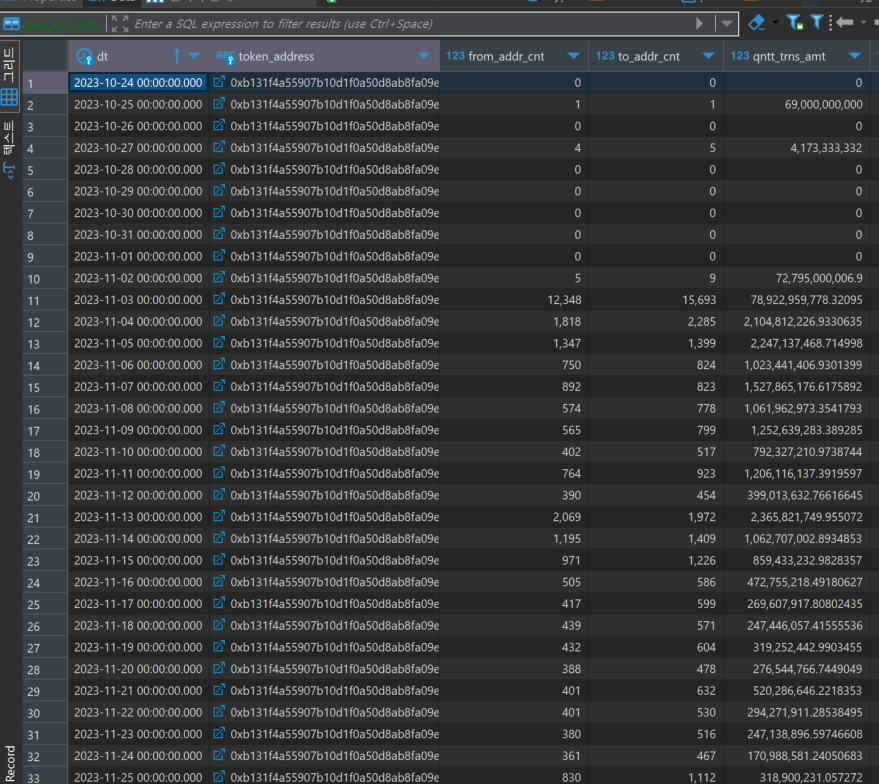 daily_trns_info Enter a SQL expression to filter results (use Ctrl+Space)
그리드
텍스트
Record
dt token_address 123 from_addr_cnt 123 to_addr_cnt 123 qntt_trns_amt
1 2023-10-24 00:00:00.000 0xb131f4a55907b10d1f0a50d8ab8fa09e 0 0 0
2 2023-10-25 00:00:00.000 0xb131f4a55907b10d1f0a50d8ab8fa09e 1 1 69,000,000,000
3 2023-10-26 00:00:00.000 0xb131f4a55907b10d1f0a50d8ab8fa09e 0 0 0
4 2023-10-27 00:00:00.000 0xb131f4a55907b10d1f0a50d8ab8fa09e 4 5 4,173,333,332
5 2023-10-28 00:00:00.000 0xb131f4a55907b10d1f0a50d8ab8fa09e 0 0 0
6 2023-10-29 00:00:00.000 0xb131f4a55907b10d1f0a50d8ab8fa09e 0 0 0
7 2023-10-30 00:00:00.000 0xb131f4a55907b10d1f0a50d8ab8fa09e 0 0 0
8 2023-10-31 00:00:00.000 0xb131f4a55907b10d1f0a50d8ab8fa09e 0 0 0
9 2023-11-01 00:00:00.000 0xb131f4a55907b10d1f0a50d8ab8fa09e 0 0 0
10 2023-11-02 00:00:00.000 0xb131f4a55907b10d1f0a50d8ab8fa09e 5 9 72,795,000,006.9
11 2023-11-03 00:00:00.000 0xb131f4a55907b10d1f0a50d8ab8fa09e 12,348 15,693 78,922,959,778.32095
12 2023-11-04 00:00:00.000 0xb131f4a55907b10d1f0a50d8ab8fa09e 1,818 2,285 2,104,812,226.9330635
13 2023-11-05 00:00:00.000 0xb131f4a55907b10d1f0a50d8ab8fa09e 1,347 1,399 2,247,137,468.714998
14 2023-11-06 00:00:00.000 0xb131f4a55907b10d1f0a50d8ab8fa09e 750 824 1,023,441,406.9301399
15 2023-11-07 00:00:00.000 0xb131f4a55907b10d1f0a50d8ab8fa09e 892 823 1,527,865,176.6175892
16 2023-11-08 00:00:00.000 0xb131f4a55907b10d1f0a50d8ab8fa09e 574 778 1,061,962,973.3541793
17 2023-11-09 00:00:00.000 0xb131f4a55907b10d1f0a50d8ab8fa09e 565 799 1,252,639,283.389285
18 2023-11-10 00:00:00.000 0xb131f4a55907b10d1f0a50d8ab8fa09e 402 517 792,327,210.9738744
19 2023-11-11 00:00:00.000 0xb131f4a55907b10d1f0a50d8ab8fa09e 764 923 1,206,116,137.3919597
20 2023-11-12 00:00:00.000 0xb131f4a55907b10d1f0a50d8ab8fa09e 390 454 399,013,632.76616645
21 2023-11-13 00:00:00.000 0xb131f4a55907b10d1f0a50d8ab8fa09e 2,069 1,972 2,365,821,749.955072
22 2023-11-14 00:00:00.000 0xb131f4a55907b10d1f0a50d8ab8fa09e 1,195 1,409 1,062,707,002.8934853
23 2023-11-15 00:00:00.000 0xb131f4a55907b10d1f0a50d8ab8fa09e 971 1,226 859,433,232.9828357
24 2023-11-16 00:00:00.000 0xb131f4a55907b10d1f0a50d8ab8fa09e 505 586 472,755,218.49180627
25 2023-11-17 00:00:00.000 0xb131f4a55907b10d1f0a50d8ab8fa09e 417 599 269,607,917.80802435
26 2023-11-18 00:00:00.000 0xb131f4a55907b10d1f0a50d8ab8fa09e 439 571 247,446,057.41555536
27 2023-11-19 00:00:00.000 0xb131f4a55907b10d1f0a50d8ab8fa09e 432 604 319,252,442.9903455
28 2023-11-20 00:00:00.000 0xb131f4a55907b10d1f0a50d8ab8fa09e 388 478 276,544,766.7449049
29 2023-11-21 00:00:00.000 0xb131f4a55907b10d1f0a50d8ab8fa09e 401 632 520,286,646.2218353
30 2023-11-22 00:00:00.000 0xb131f4a55907b10d1f0a50d8ab8fa09e 401 530 294,271,911.28538495
31 2023-11-23 00:00:00.000 0xb131f4a55907b10d1f0a50d8ab8fa09e 380 516 247,138,896.59746608
32 2023-11-24 00:00:00.000 0xb131f4a55907b10d1f0a50d8ab8fa09e 361 467 170,988,581.24050683
33 2023-11-25 00:00:00.000 0xb131f4a55907b10d1f0a50d8ab8fa09e 830 1,112 318,900,231.057272